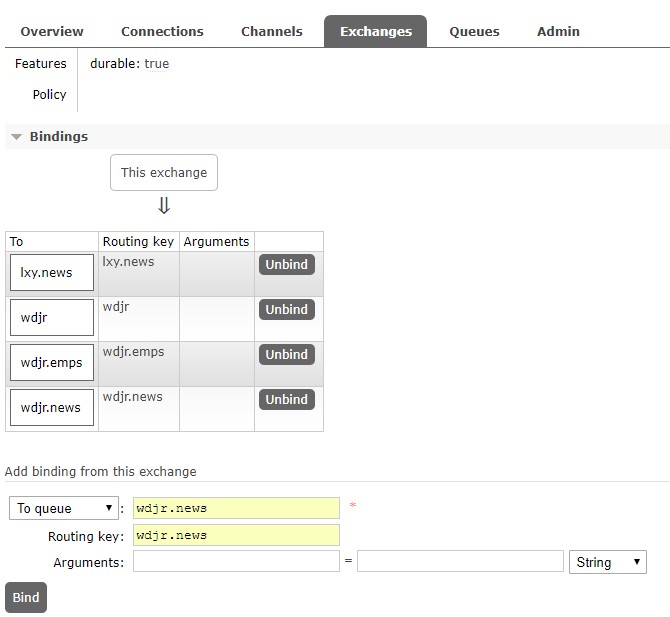 Overview Connections Channels Exchanges Queues Admin
Features durable: true
Policy
Bindings
This exchange
⇓
To Routing key Arguments
lxy.news lxy.news Unbind
wdjr wdjr Unbind
wdjr.emps wdjr.emps Unbind
wdjr.news wdjr.news Unbind
Add binding from this exchange
To queue : wdjr.news *
Routing key: wdjr.news
Arguments: = String
Bind